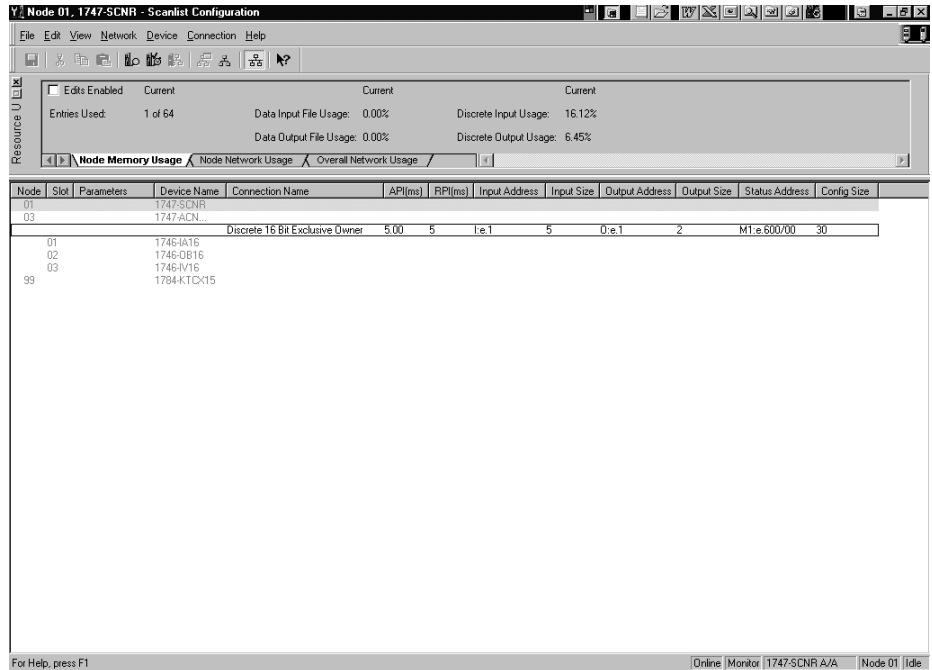 Node 01, 1747-SCNR - Scanlist Configuration
File Edit View Network Device Connection Help
Resource U
Edits Enabled Current Current Current
Entries Used: 1 of 64 Data Input File Usage: 0.00% Discrete Input Usage: 16.12%
Data Output File Usage: 0.00% Discrete Output Usage: 6.45%
Node Memory Usage Node Network Usage Overall Network Usage
Node Slot Parameters Device Name Connection Name API(ms) RPI(ms) Input Address Input Size Output Address Output Size Status Address Config Size
01 1747-SCNR
03 1747-ACN...
Discrete 16 Bit Exclusive Owner 5.00 5 I:e.1 5 O:e.1 2 M1:e.600/00 30
01 1746-IA16
02 1746-OB16
03 1746-IV16
99 1784-KTCX15
For Help, press F1 Online Monitor 1747-SCNR A/A Node 01 Idle